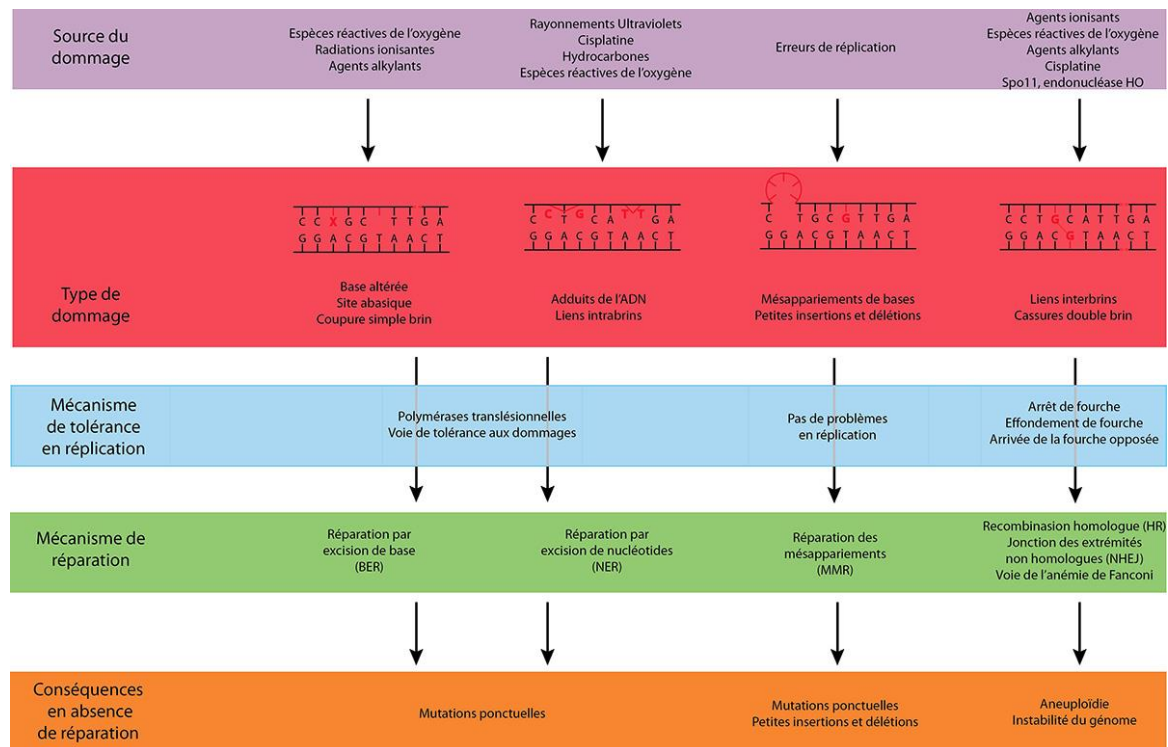 Source du
dommage
Espèces réactives de l'oxygène
Radiations ionisantes
Agents alkylants
Rayonnements Ultraviolets
Cisplatine
Hydrocarbones
Espèces réactives de l'oxygène
Erreurs de réplication
Agents ionisants
Espèces réactives de l'oxygène
Agents alkylants
Cisplatine
Spo11, endonucléase HO
Type de
dommage
C C X G C T T G A
G G A C G T A A C T
Base altérée
Site abasique
Coupure simple brin
C C T G C A T T G A
G G A C G T A A C T
Adduits de l'ADN
Liens intrabrins
C T G C G T T G A
G G A C G T A A C T
Mésappariements de bases
Petites insertions et délétions
C C T G C A T T G A
G G A C G T A A C T
Liens interbrins
Cassures double brin
Mécanisme
de tolérance
en réplication
Polymérases translésionnelles
Voie de tolérance aux dommages
Pas de problèmes
en réplication
Arrêt de fourche
Effondement de fourche
Arrivée de la fourche opposée
Mécanisme de
réparation
Réparation par
excision de base
(BER)
Réparation par
excision de nucléotides
(NER)
Réparation des
mésappariements
(MMR)
Recombinasion homologue (HR)
Jonction des extrémités
non homologues (NHEJ)
Voie de l'anémie de Fanconi
Conséquences
en absence
de réparation
Mutations ponctuelles
Mutations ponctuelles
Petites insertions et délétions
Aneuploïdie
Instabilité du génome